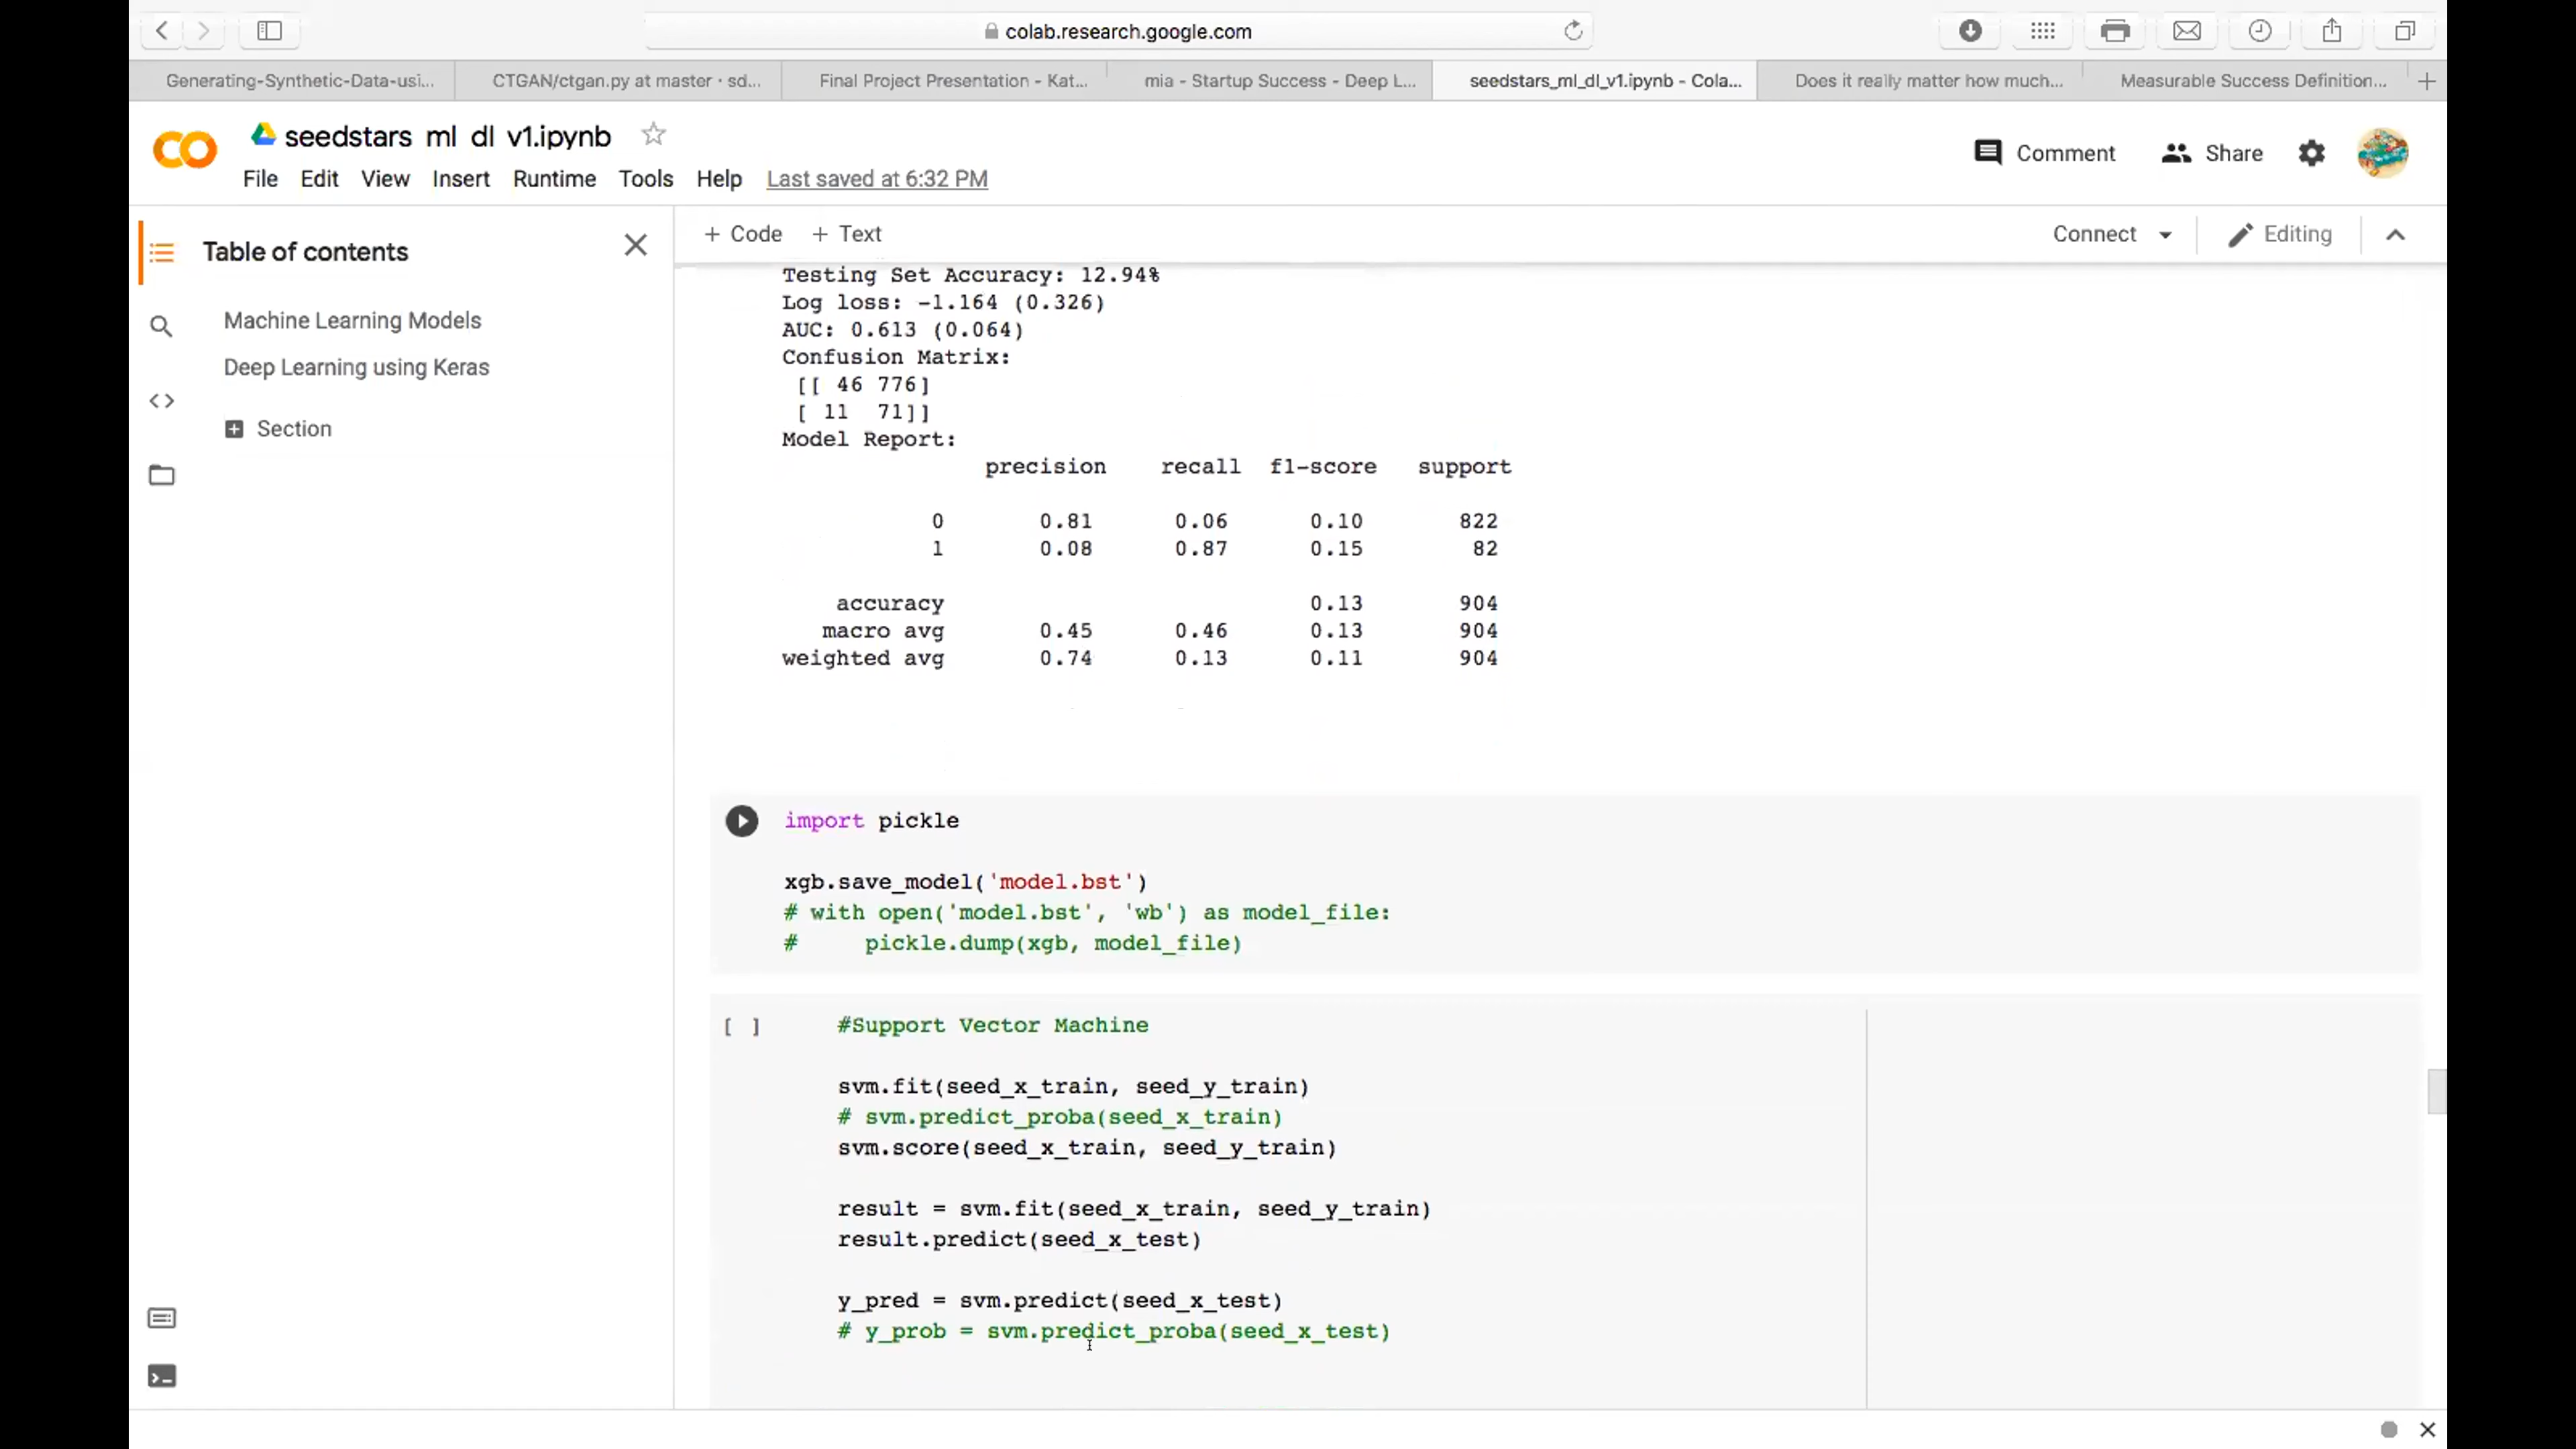 colab.research.google.com
Generating-Synthetic-Data-usi...
CTGAN/ctgan.py at master · sd...
Final Project Presentation - Kat...
mia - Startup Success - Deep L...
seedstars_ml_dl_v1.ipynb - Cola...
Does it really matter how much...
Measurable Success Definition...
CO
seedstars ml dl v1.ipynb
Comment
Share
File Edit View Insert Runtime Tools Help Last saved at 6:32 PM
Table of contents
+ Code + Text
Connect
Editing
Machine Learning Models
Deep Learning using Keras
Section
Testing Set Accuracy: 12.94%
Log loss: -1.164 (0.326)
AUC: 0.613 (0.064)
Confusion Matrix:
[[ 46 776]
[ 11 71]]
Model Report:
precision recall f1-score support
0 0.81 0.06 0.10 822
1 0.08 0.87 0.15 82
accuracy 0.13 904
macro avg 0.45 0.46 0.13 904
weighted avg 0.74 0.13 0.11 904
import pickle
xgb.save_model('model.bst')
# with open('model.bst', 'wb') as model_file:
# pickle.dump(xgb, model_file)
[ ]
#Support Vector Machine
svm.fit(seed_x_train, seed_y_train)
# svm.predict_proba(seed_x_train)
svm.score(seed_x_train, seed_y_train)
result = svm.fit(seed_x_train, seed_y_train)
result.predict(seed_x_test)
y_pred = svm.predict(seed_x_test)
# y_prob = svm.predict_proba(seed_x_test)